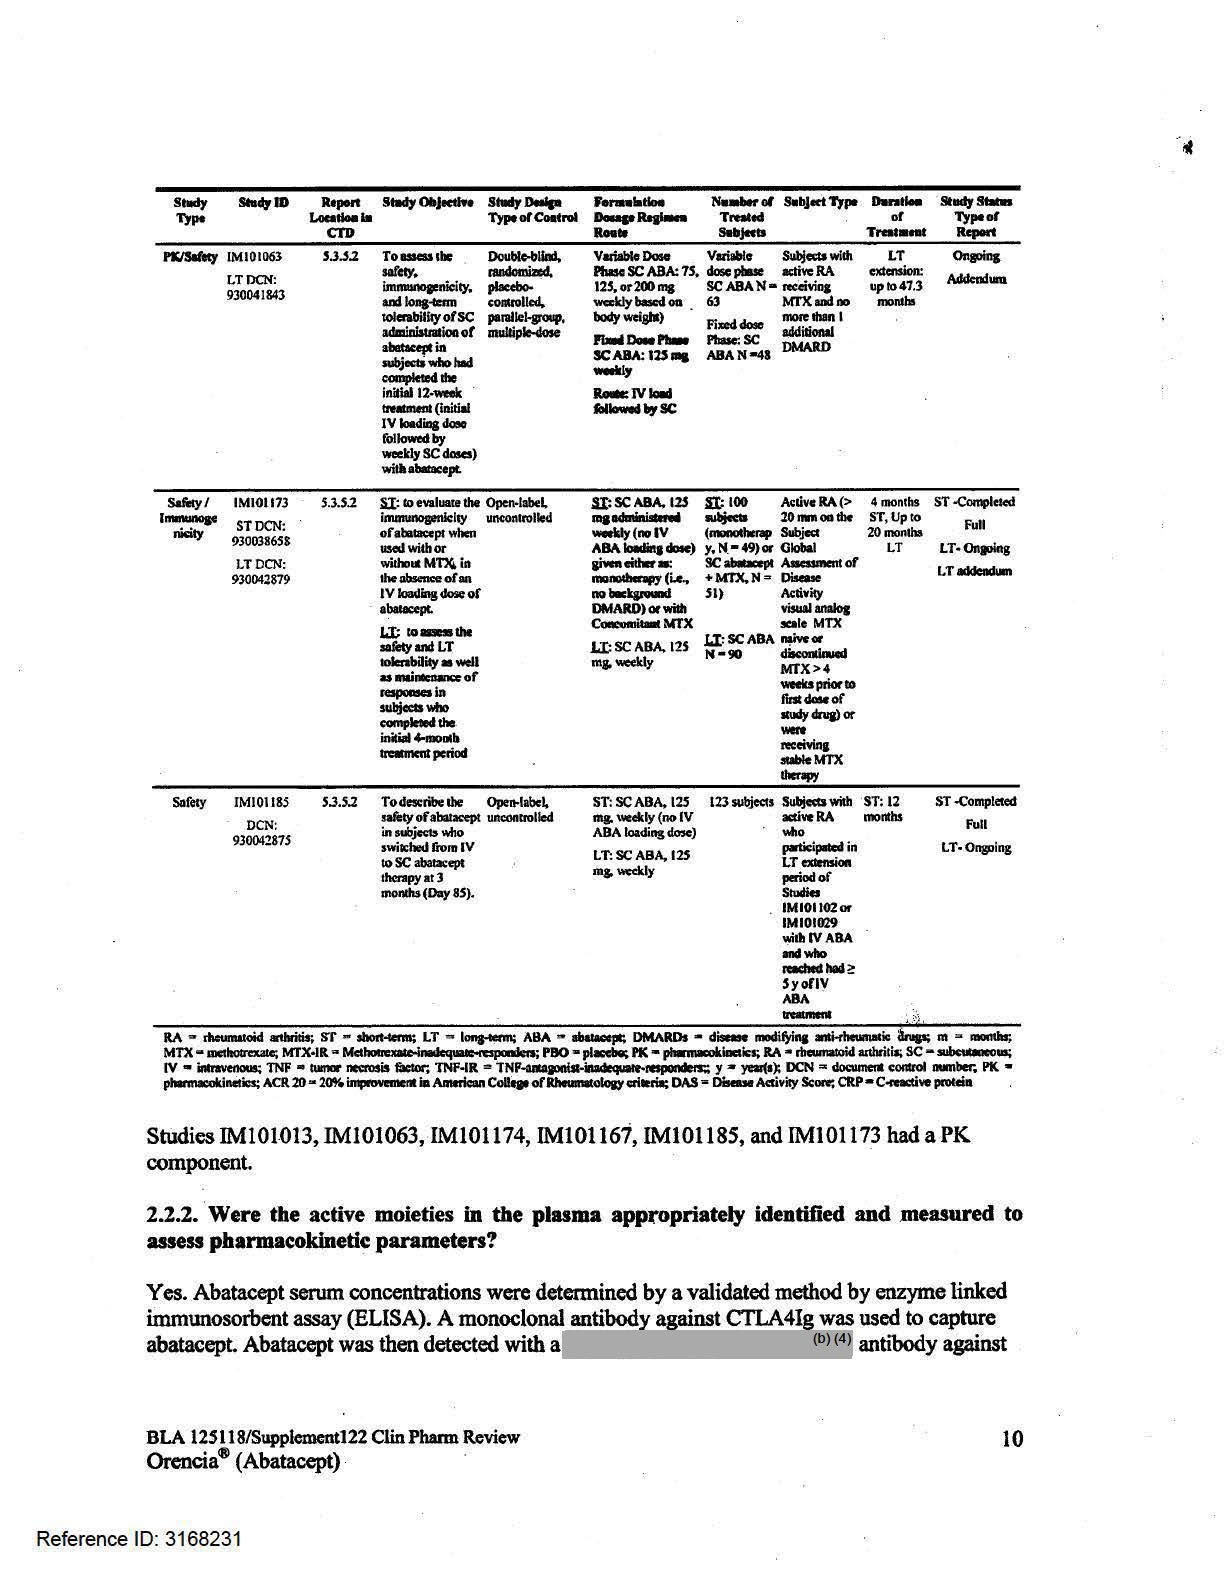 Study Type | Study ID | Report Location in CTD | Study Objective | Study Design Type of Control | Formulation Dosage Regimen Route | Number of Treated Subjects | Subject Type | Duration of Treatment | Study Status Type of Report
PK/Safety | IM101063 LT DCN: 930041843 | 5.3.5.2 | To assess the safety, immunogenicity, and long-term tolerability of SC administration of abatacept in subjects who had completed the initial 12-week treatment (initial IV loading dose followed by weekly SC doses) with abatacept. | Double-blind, randomized, placebo-controlled, parallel-group, multiple-dose | Variable Dose Phase SC ABA: 75, 125, or 200 mg weekly based on body weight) Fixed Dose Phase SC ABA: 125 mg weekly Route: IV load followed by SC | Variable dose phase SC ABA N = 63 Fixed dose Phase: SC ABA N =48 | Subjects with active RA receiving MTX and no more than 1 additional DMARD | LT extension: up to 47.3 months | Ongoing Addendum
Safety / Immunogenicity | IM101173 ST DCN: 930038658 LT DCN: 930042879 | 5.3.5.2 | ST: to evaluate the immunogenicity of abatacept when used with or without MTX, in the absence of an IV loading dose of abatacept. LT: to assess the safety and LT tolerability as well as maintenance of responses in subjects who completed the initial 4-month treatment period | Open-label, uncontrolled | ST: SC ABA, 125 mg administered weekly (no IV ABA loading dose) given either as: monotherapy (i.e., no background DMARD) or with Concomitant MTX LT: SC ABA, 125 mg, weekly | ST: 100 subjects (monotherapy, N = 49) or SC abatacept + MTX, N = 51) LT: SC ABA N = 90 | Active RA (> 20 mm on the Subject Global Assessment of Disease Activity visual analog scale MTX naive or discontinued MTX > 4 weeks prior to first dose of study drug) or were receiving stable MTX therapy | 4 months ST, Up to 20 months LT | ST -Completed Full LT- Ongoing LT addendum
Safety | IM101185 DCN: 930042875 | 5.3.5.2 | To describe the safety of abatacept in subjects who switched from IV to SC abatacept therapy at 3 months (Day 85). | Open-label, uncontrolled | ST: SC ABA, 125 mg, weekly (no IV ABA loading dose) LT: SC ABA, 125 mg, weekly | 123 subjects | Subjects with active RA who participated in LT extension period of Studies IM101102 or IM101029 with IV ABA and who reached had ≥ 5 y of IV ABA treatment | ST: 12 months | ST -Completed Full LT- Ongoing
RA = rheumatoid arthritis; ST = short-term; LT = long-term; ABA = abatacept; DMARDs = disease modifying anti-rheumatic drugs; m = months;
MTX = methotrexate; MTX-IR = Methotrexate-inadequate-responders; PBO = placebo; PK = pharmacokinetics; RA = rheumatoid arthritis; SC = subcutaneous;
IV = intravenous; TNF = tumor necrosis factor; TNF-IR = TNF-antagonist-inadequate-responders;; y = year(s); DCN = document control number; PK =
pharmacokinetics; ACR 20 = 20% improvement in American College of Rheumatology criteria; DAS = Disease Activity Score; CRP = C-reactive protein
Studies IM101013, IM101063, IM101174, IM101167, IM101185, and IM101173 had a PK
component.
2.2.2. Were the active moieties in the plasma appropriately identified and measured to
assess pharmacokinetic parameters?
Yes. Abatacept serum concentrations were determined by a validated method by enzyme linked
immunosorbent assay (ELISA). A monoclonal antibody against CTLA4Ig was used to capture
abatacept. Abatacept was then detected with a (b) (4) antibody against
BLA 125118/Supplement122 Clin Pharm Review 10
Orencia® (Abatacept)
Reference ID: 3168231